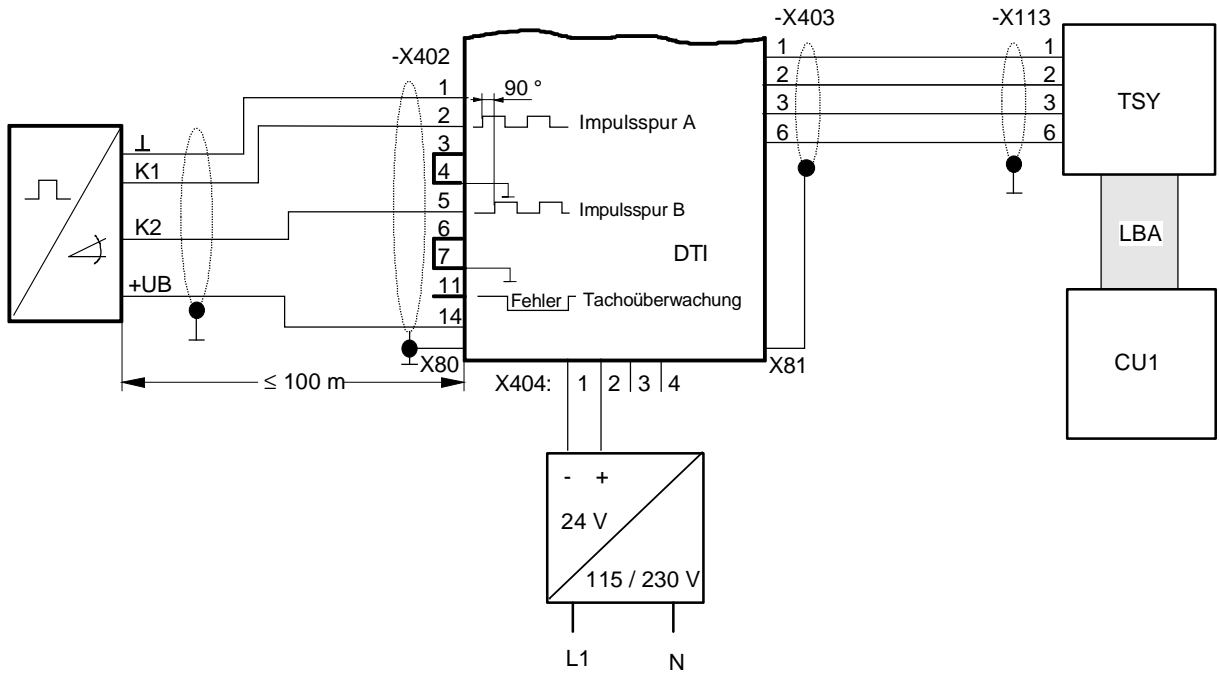 -X403
-X113
-X402
1
2
3
4
5
6
7
11
14
90 °
Impulsspur A
Impulsspur B
DTI
Fehler
Tachoüberwachung
⊥
K1
K2
+UB
≤ 100 m
X80
X81
X404: 1 2 3 4
1
2
3
6
1
2
3
6
TSY
LBA
CU1
- +
24 V
115 / 230 V
L1
N